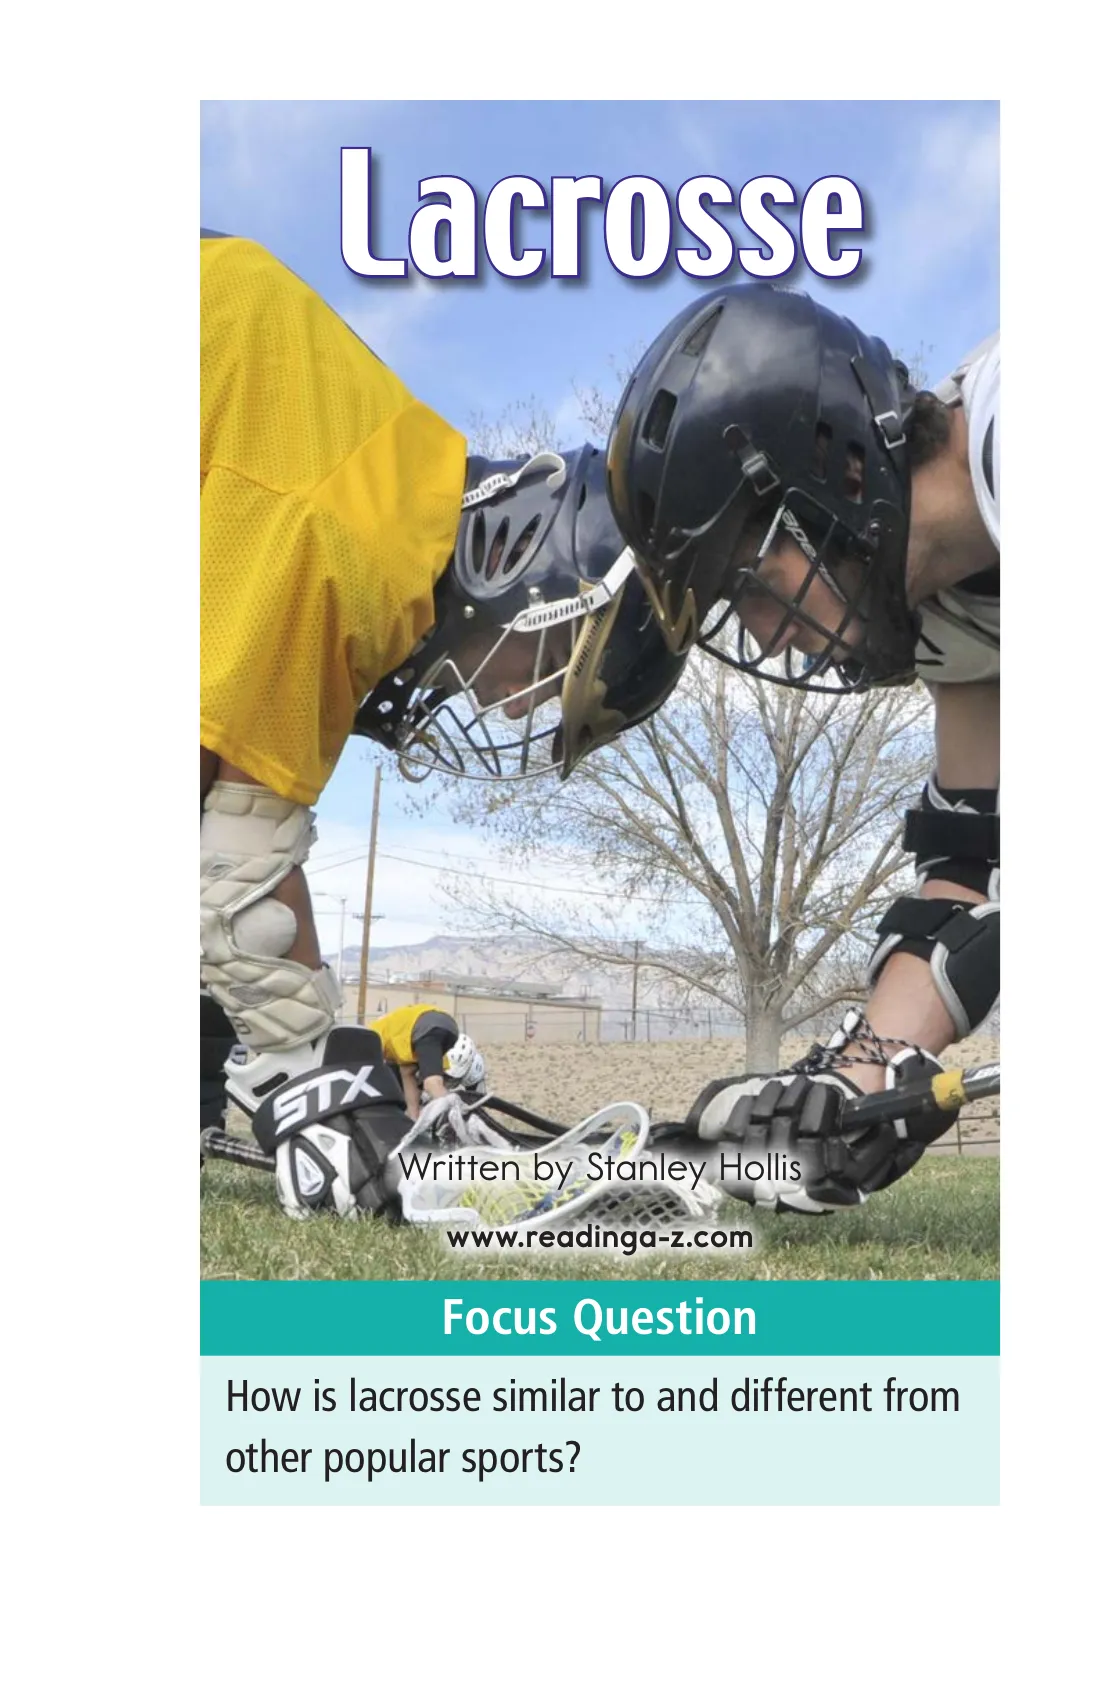 Lacrosse
WARRIOR
STX
Written by Stanley Hollis
www.readinga-z.com
Focus Question
How is lacrosse similar to and different from
other popular sports?